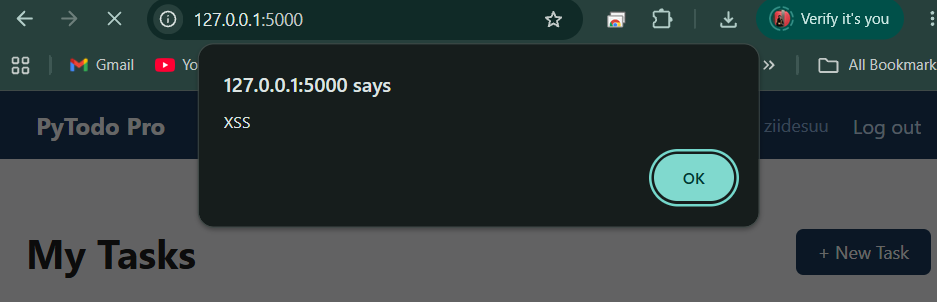 127.0.0.1:5000
Verify it's you
Gmail
Yo
» All Bookmark
127.0.0.1:5000 says
XSS
OK
PyTodo Pro
ziidesuu
Log out
My Tasks
+ New Task